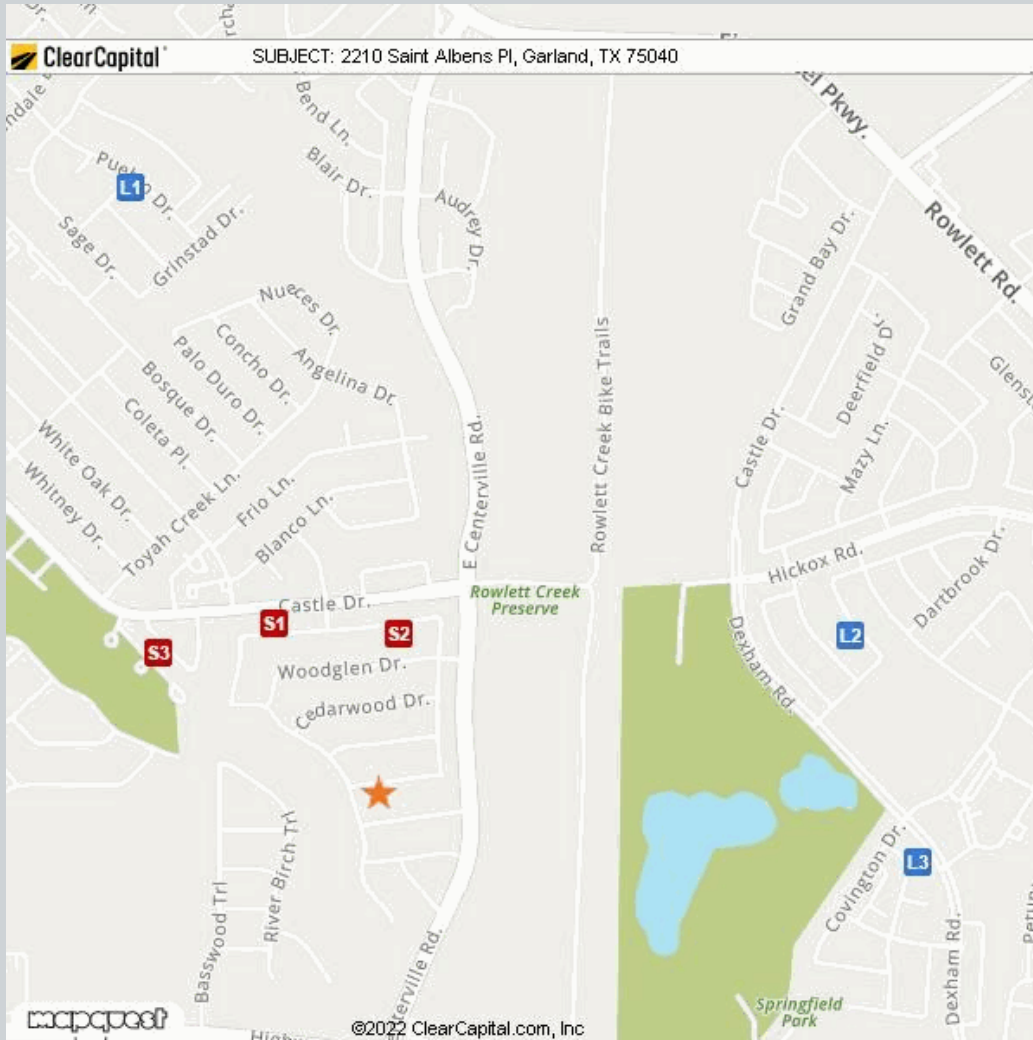 ClearCapital
SUBJECT: 2210 Saint Albens Pl, Garland, TX 75040
Bend Ln.
Blair Dr.
Audrey Dr.
L1
Pueblo Dr.
Sage Dr.
Grinstad Dr.
Nueces Dr.
Concho Dr.
Palo Duro Dr.
Angelina Dr.
Bosque Dr.
Coleta Pl.
White Oak Dr.
Whitney Dr.
Toyah Creek Ln.
Frio Ln.
Blanco Ln.
E Centerville Rd.
Rowlett Creek Bike Trails
Pkwy.
Rowlett Rd.
Grand Bay Dr.
Deerfield Dr.
Castle Dr.
Mazy Ln.
Hickox Rd.
Dartbrook Dr.
Rowlett Creek
Preserve
Castle Dr.
S1
S2
S3
Woodglen Dr.
Cedarwood Dr.
L2
Dexham Rd.
L3
Covington Dr.
Dexham Rd.
River Birch Trl
Basswood Trl
Springfield
Park
mapquest
©2022 ClearCapital.com, Inc